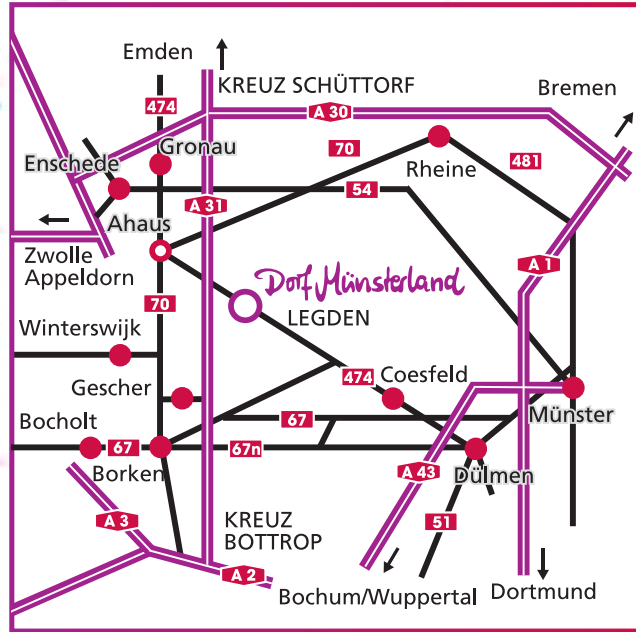 Emden
KREUZ SCHÜTTORF
Bremen
474
A 30
Gronau
70
Rheine
481
Enschede
54
Ahaus
A 31
Zwolle
Appeldorn
A 1
Dorf Münsterland
LEGDEN
70
Winterswijk
Gescher
474
Coesfeld
Bocholt
67
Münster
67
67n
Borken
A 43
Dülmen
A 3
KREUZ
BOTTROP
51
A 2
Bochum/Wuppertal
Dortmund